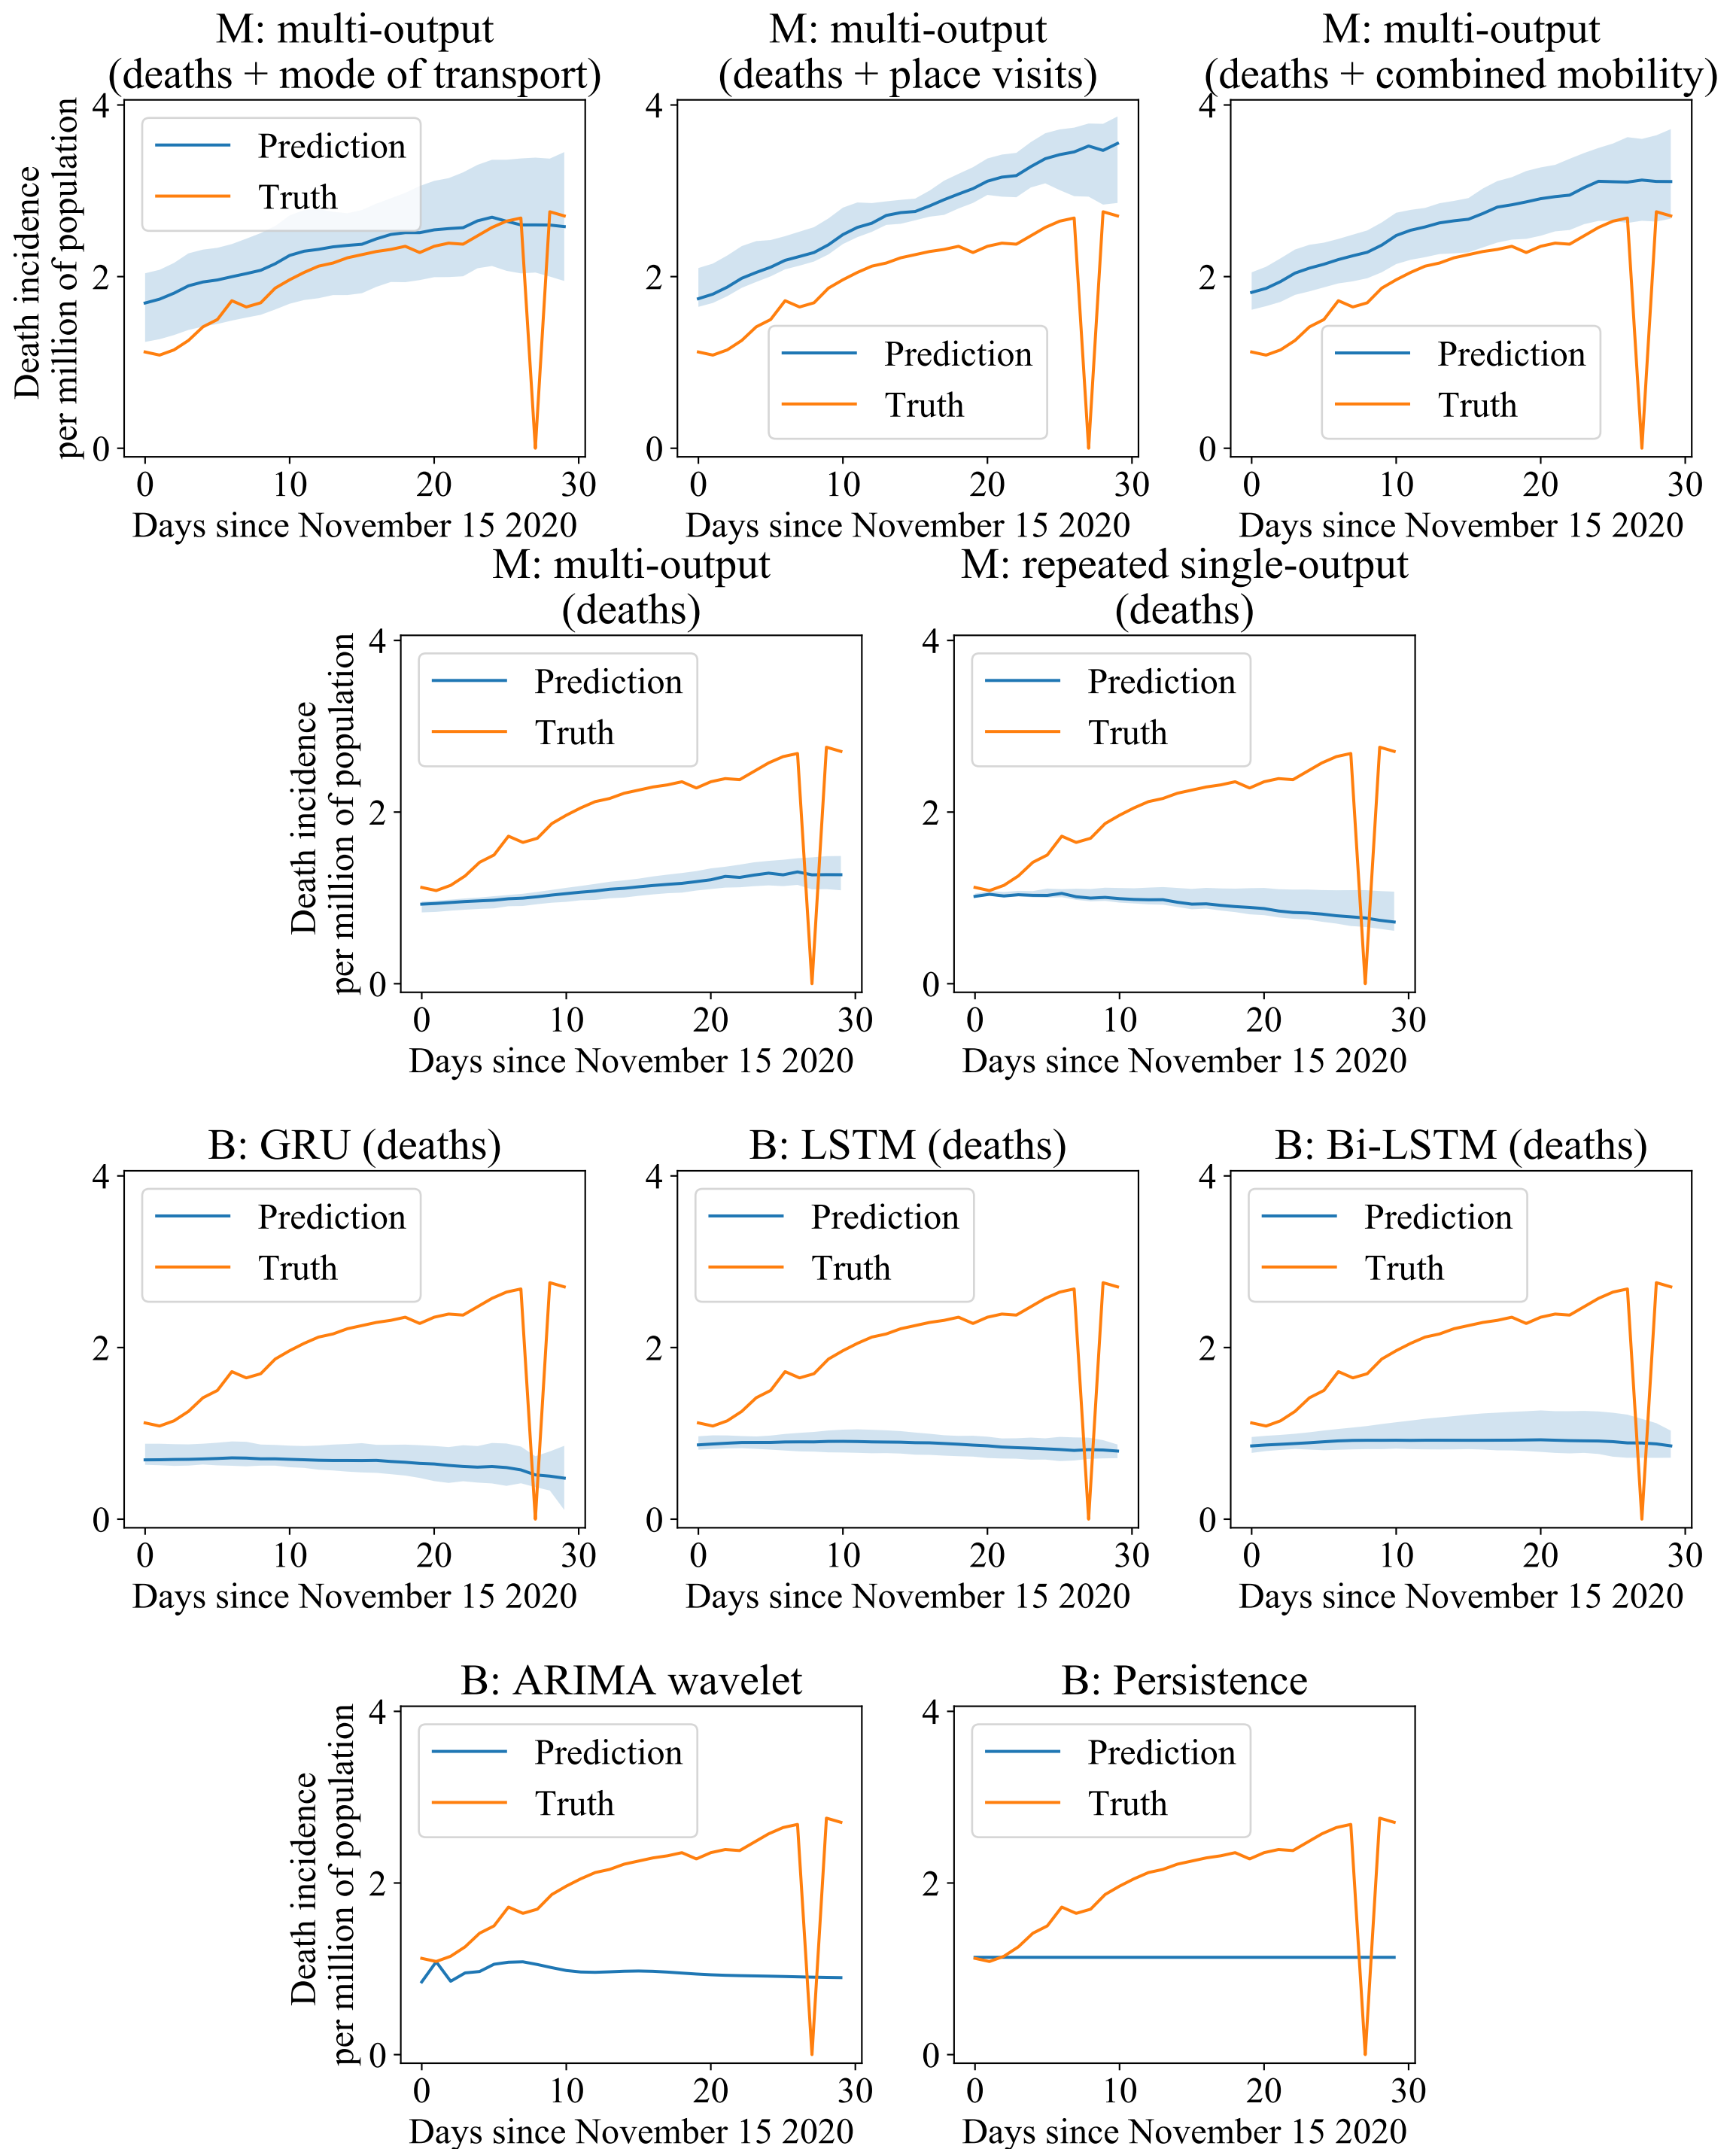 M: multi-output
(deaths + mode of transport)
M: multi-output
(deaths + place visits)
M: multi-output
(deaths + combined mobility)
Death incidence
per million of population
4
2
0
Prediction
Truth
0 10 20 30
Days since November 15 2020
4
2
0
Prediction
Truth
0 10 20 30
Days since November 15 2020
4
2
0
Prediction
Truth
0 10 20 30
Days since November 15 2020
M: multi-output
(deaths)
M: repeated single-output
(deaths)
Death incidence
per million of population
4
2
0
Prediction
Truth
0 10 20 30
Days since November 15 2020
4
2
0
Prediction
Truth
0 10 20 30
Days since November 15 2020
B: GRU (deaths)
B: LSTM (deaths)
B: Bi-LSTM (deaths)
4
2
0
Prediction
Truth
0 10 20 30
Days since November 15 2020
4
2
0
Prediction
Truth
0 10 20 30
Days since November 15 2020
4
2
0
Prediction
Truth
0 10 20 30
Days since November 15 2020
B: ARIMA wavelet
B: Persistence
Death incidence
per million of population
4
2
0
Prediction
Truth
0 10 20 30
Days since November 15 2020
4
2
0
Prediction
Truth
0 10 20 30
Days since November 15 2020